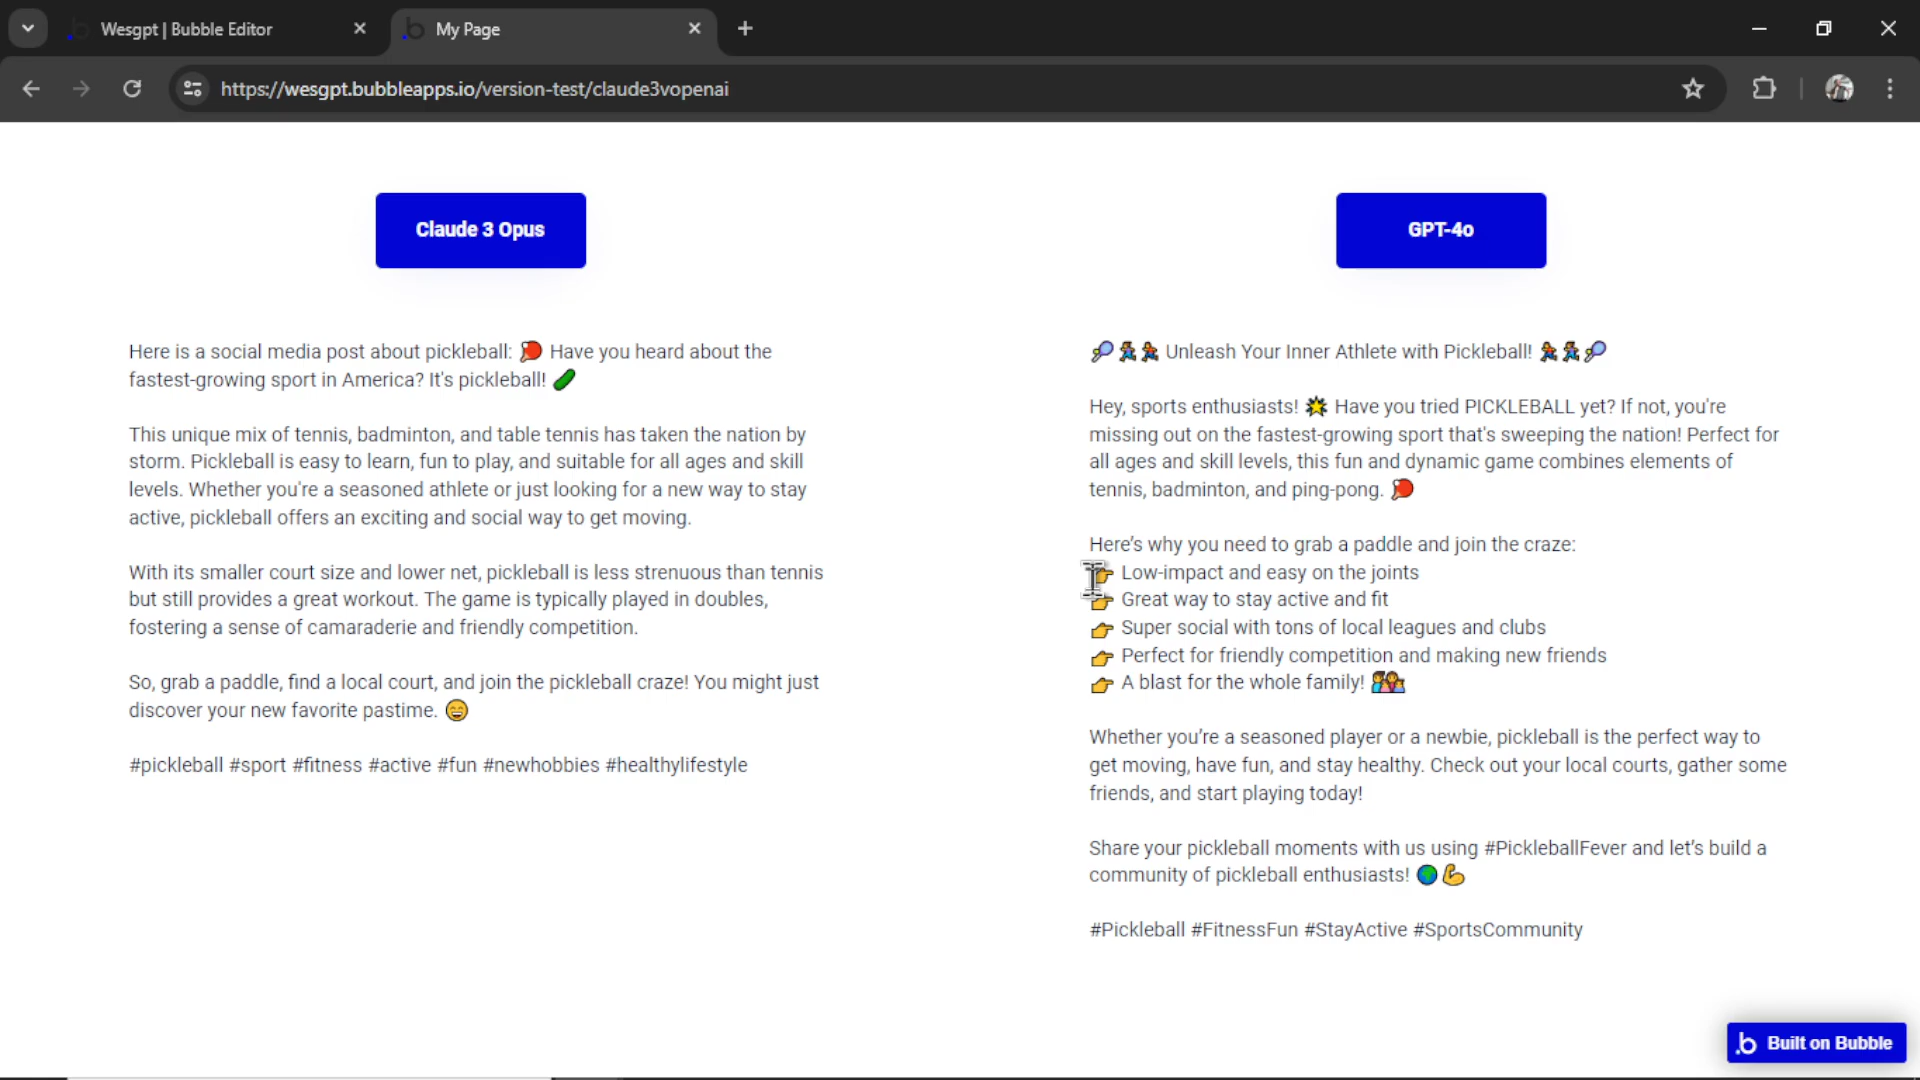 Wesgpt | Bubble Editor
My Page
https://wesgpt.bubbleapps.io/version-test/claude3vopenai
Claude 3 Opus
Here is a social media post about pickleball: 🏓 Have you heard about the
fastest-growing sport in America? It's pickleball! 🥒
This unique mix of tennis, badminton, and table tennis has taken the nation by
storm. Pickleball is easy to learn, fun to play, and suitable for all ages and skill
levels. Whether you're a seasoned athlete or just looking for a new way to stay
active, pickleball offers an exciting and social way to get moving.
With its smaller court size and lower net, pickleball is less strenuous than tennis
but still provides a great workout. The game is typically played in doubles,
fostering a sense of camaraderie and friendly competition.
So, grab a paddle, find a local court, and join the pickleball craze! You might just
discover your new favorite pastime. 😄
#pickleball #sport #fitness #active #fun #newhobbies #healthylifestyle
GPT-4o
Unleash Your Inner Athlete with Pickleball!
Hey, sports enthusiasts! 🌟 Have you tried PICKLEBALL yet? If not, you're
missing out on the fastest-growing sport that's sweeping the nation! Perfect for
all ages and skill levels, this fun and dynamic game combines elements of
tennis, badminton, and ping-pong. 🏓
Here's why you need to grab a paddle and join the craze:
👉 Low-impact and easy on the joints
👉 Great way to stay active and fit
👉 Super social with tons of local leagues and clubs
👉 Perfect for friendly competition and making new friends
👉 A blast for the whole family! 👨‍👩‍👧
Whether you're a seasoned player or a newbie, pickleball is the perfect way to
get moving, have fun, and stay healthy. Check out your local courts, gather some
friends, and start playing today!
Share your pickleball moments with us using #PickleballFever and let's build a
community of pickleball enthusiasts! 🌍💪
#Pickleball #FitnessFun #StayActive #SportsCommunity
Built on Bubble